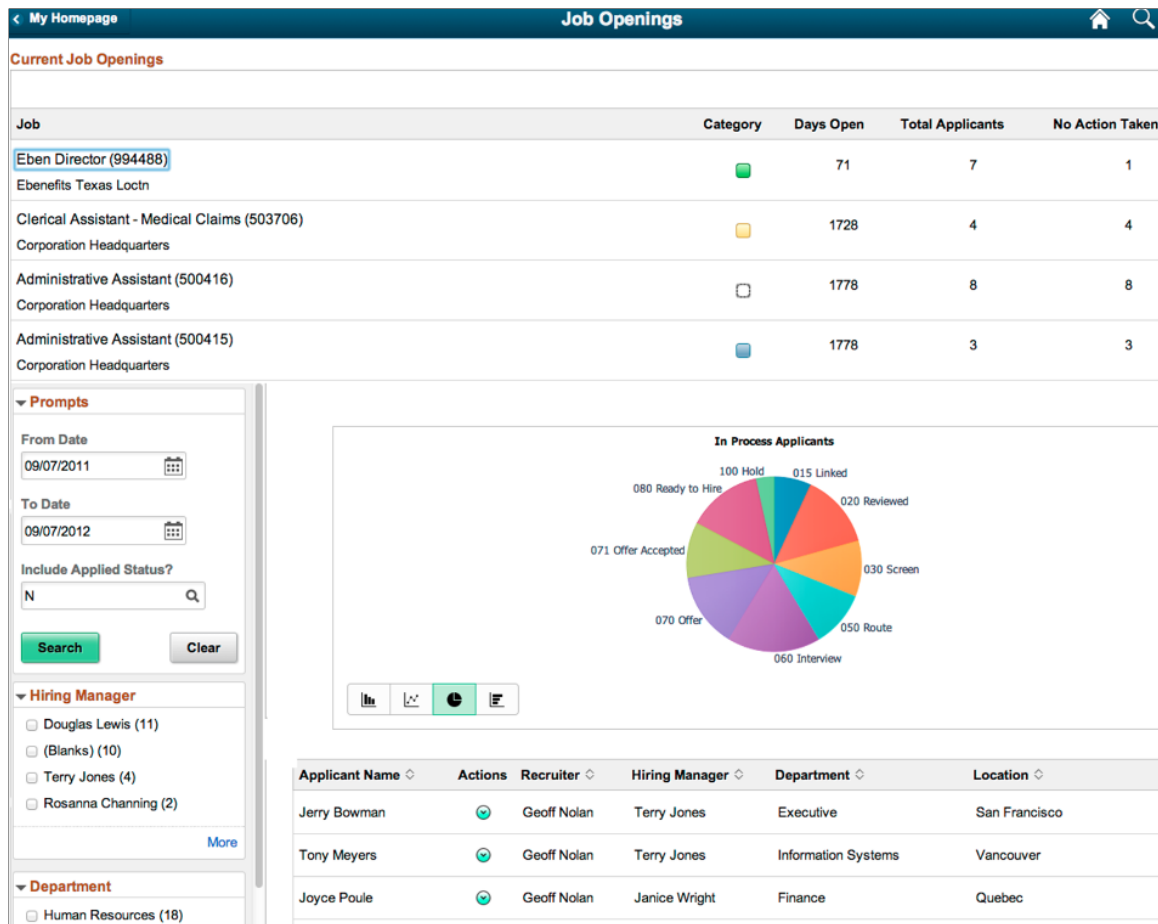 My Homepage Job Openings
Current Job Openings
Job Category Days Open Total Applicants No Action Taken
Eben Director (994488) 71 7 1
Ebenefits Texas Loctn
Clerical Assistant - Medical Claims (503706) 1728 4 4
Corporation Headquarters
Administrative Assistant (500416) 1778 8 8
Corporation Headquarters
Administrative Assistant (500415) 1778 3 3
Corporation Headquarters
Prompts
From Date
09/07/2011
To Date
09/07/2012
Include Applied Status?
N
Search Clear
Hiring Manager
Douglas Lewis (11)
(Blanks) (10)
Terry Jones (4)
Rosanna Channing (2)
More
Department
Human Resources (18)
In Process Applicants
100 Hold 015 Linked
080 Ready to Hire
020 Reviewed
071 Offer Accepted
030 Screen
070 Offer
050 Route
060 Interview
Applicant Name Actions Recruiter Hiring Manager Department Location
Jerry Bowman Geoff Nolan Terry Jones Executive San Francisco
Tony Meyers Geoff Nolan Terry Jones Information Systems Vancouver
Joyce Poule Geoff Nolan Janice Wright Finance Quebec